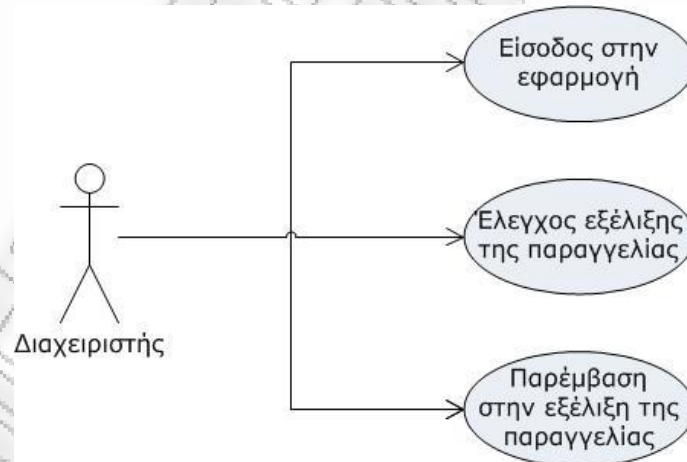 Είσοδος στην
εφαρμογή
Έλεγχος εξέλιξης
της παραγγελίας
Διαχειριστής
Παρέμβαση
στην εξέλιξη της
παραγγελίας